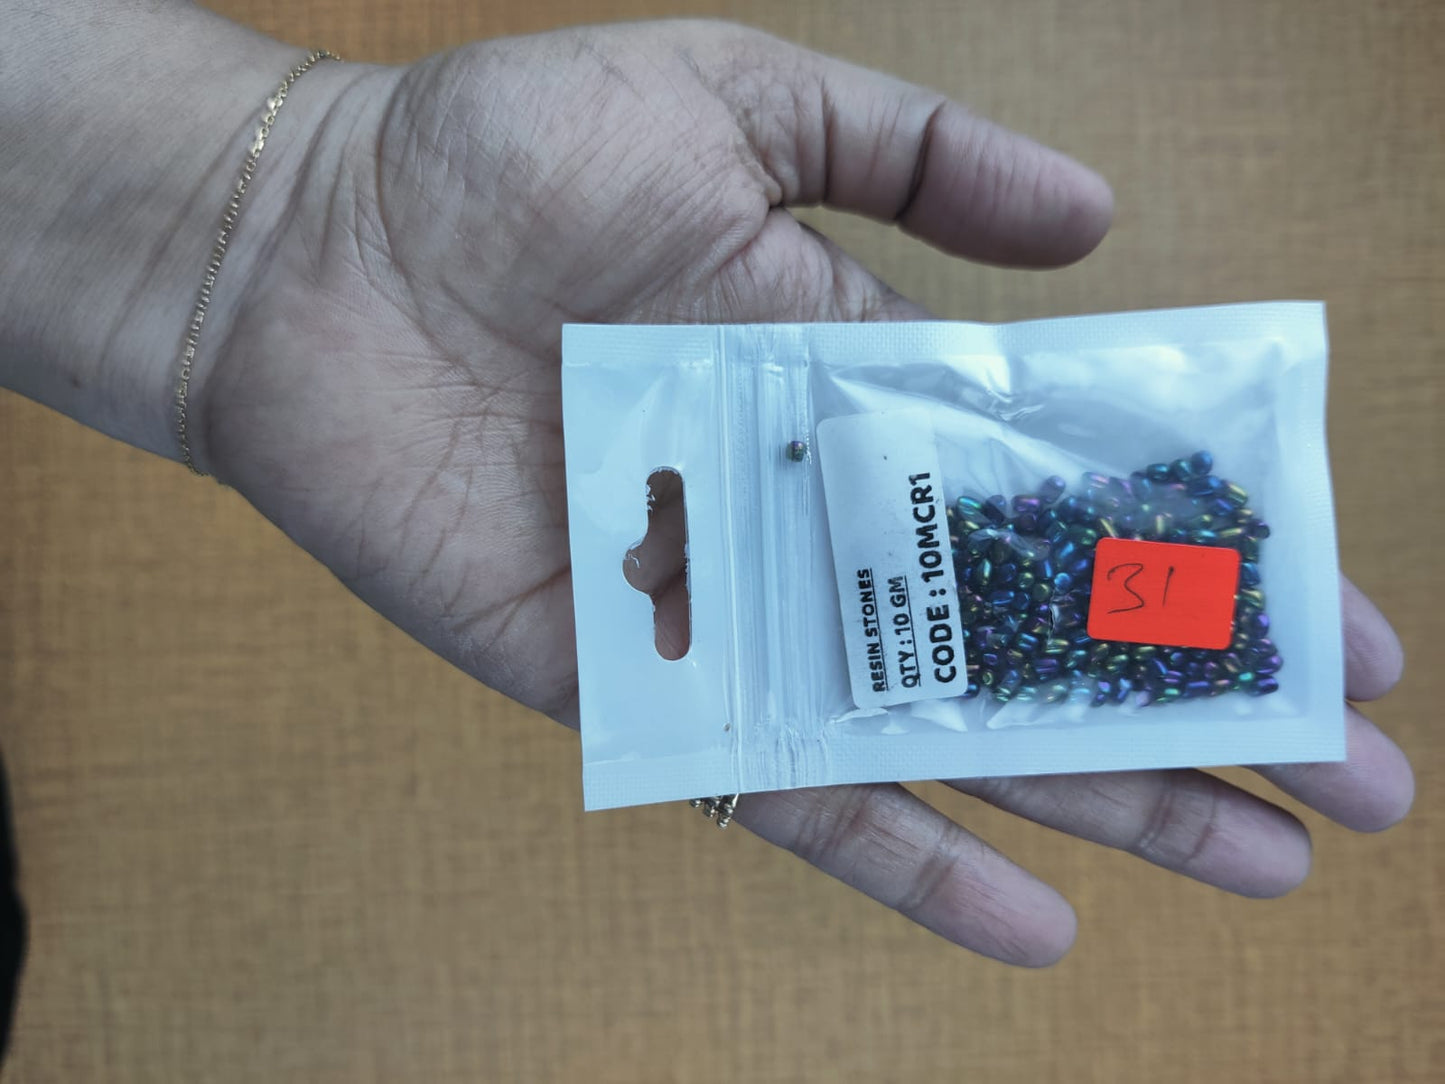 RESIN STONES
QTY : 10 GM
CODE : 10MCR1
31